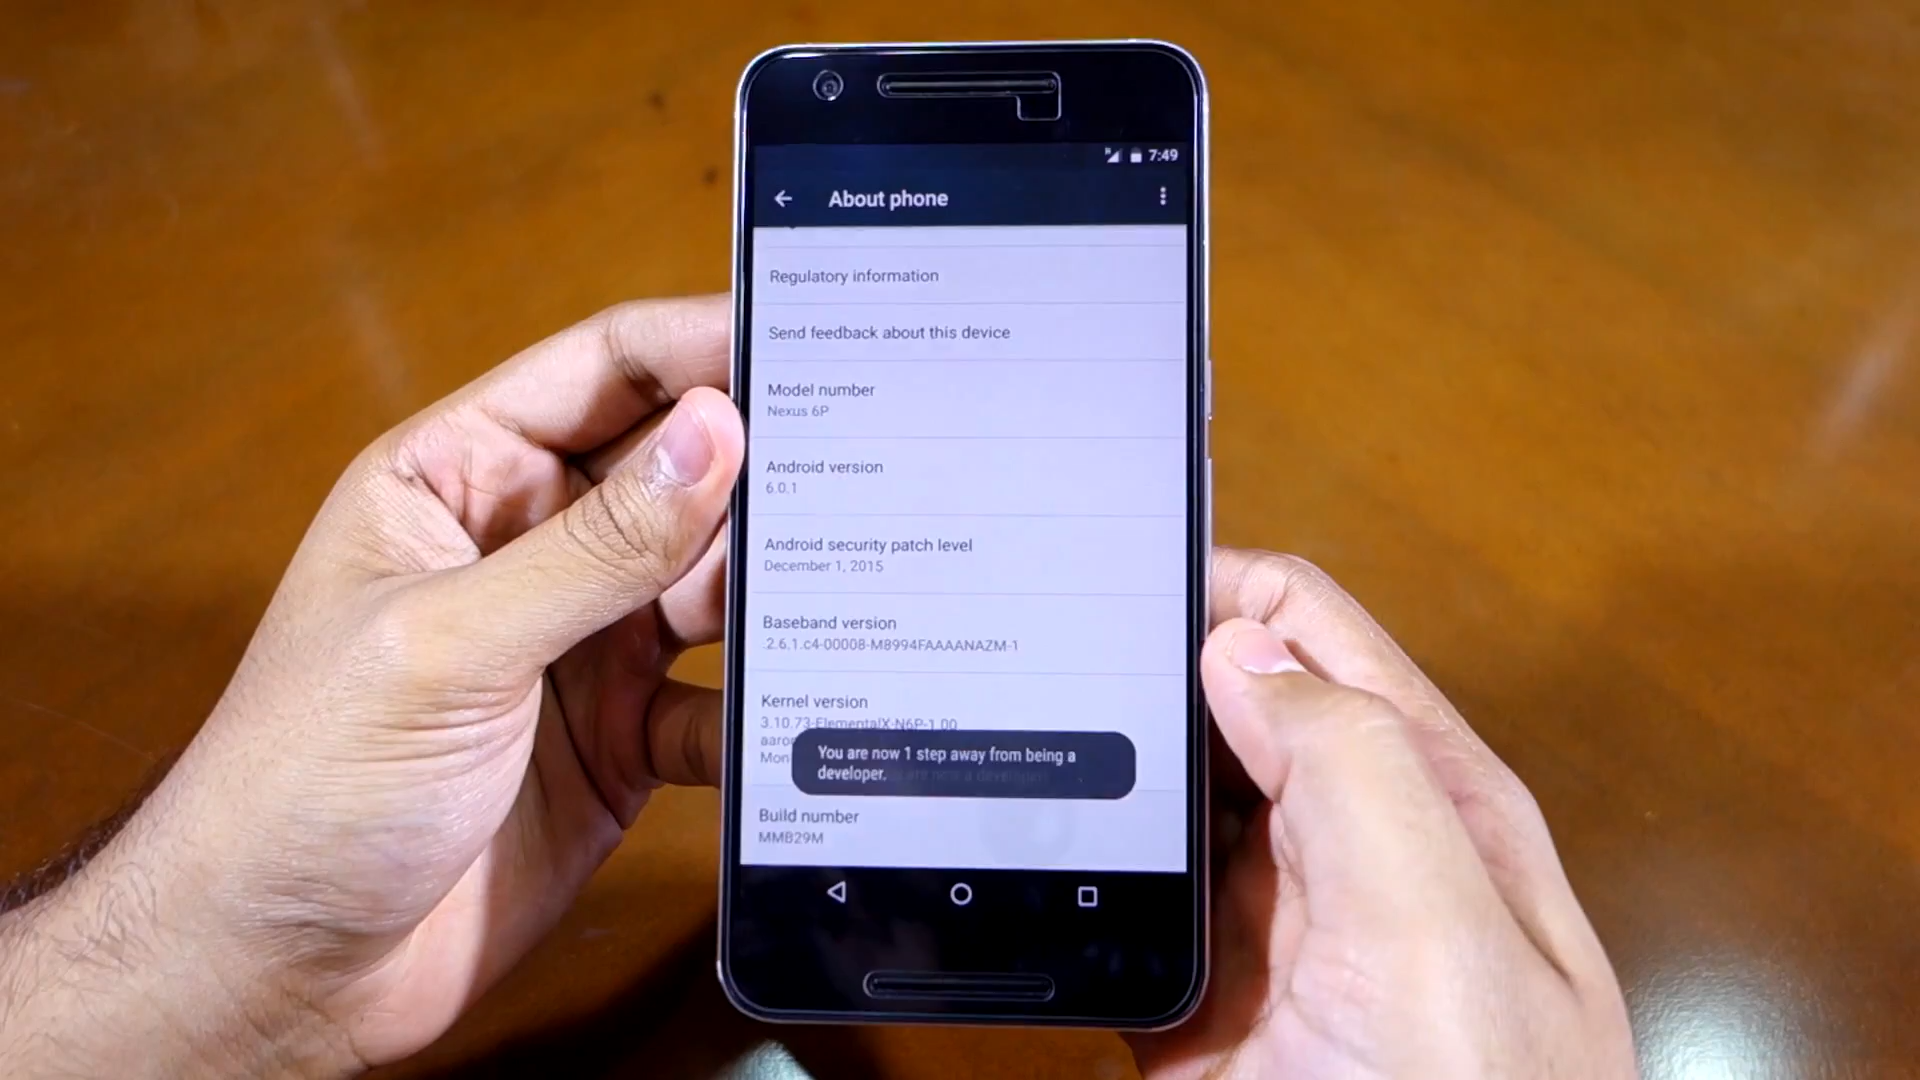 7:49
About phone
Regulatory information
Send feedback about this device
Model number
Nexus 6P
Android version
6.0.1
Android security patch level
December 1, 2015
Baseband version
.2.6.1.c4-00008-M8994FAAAANAZM-1
Kernel version
3.10.73-ElementalX-N6P-1.00
aaron
Mon
You are now 1 step away from being a
developer.
Build number
MMB29M